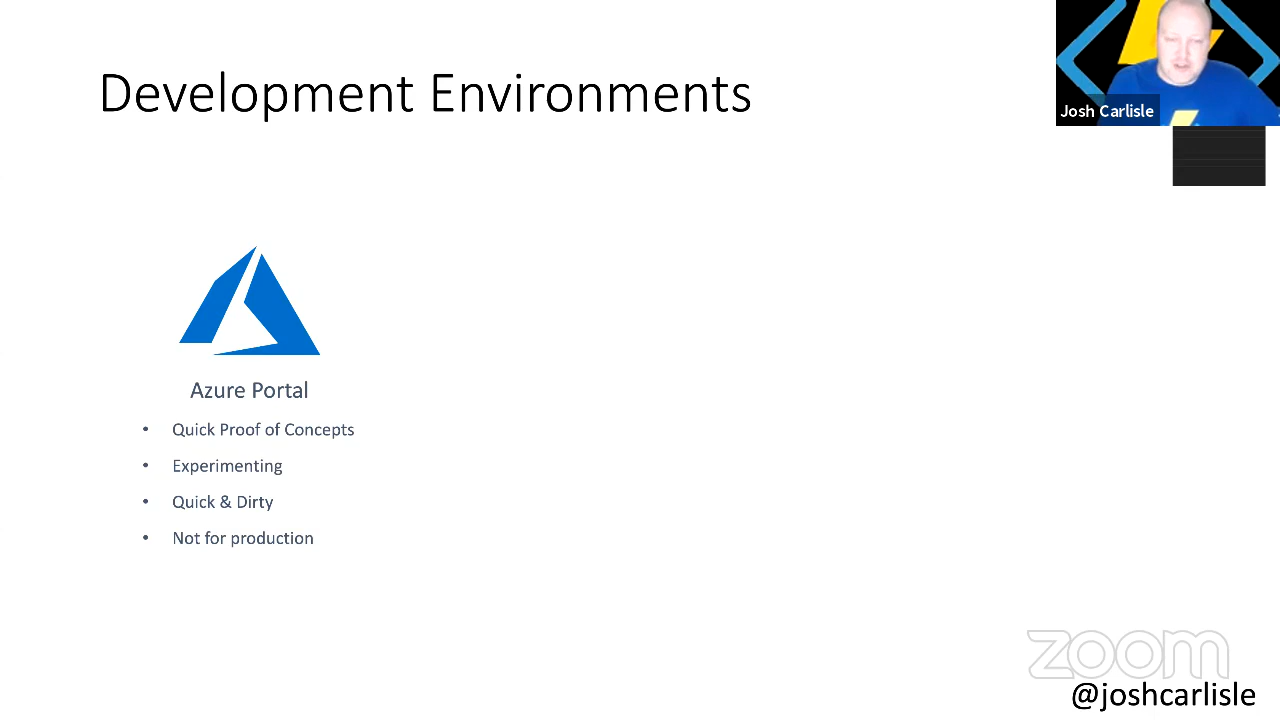 Development Environments
Josh Carlisle
Azure Portal
• Quick Proof of Concepts
• Experimenting
• Quick & Dirty
• Not for production
zoom
@joshcarlisle